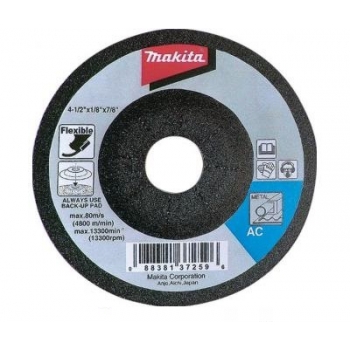 makita
4-1/2"x1/8"x7/8"
Flexible
ALWAYS USE
BACK-UP PAD
max.80m/s
(4800 m/min)
max.13300min⁻
(13300rpm)
METAL
AC
0 88381 37259 6
Makita Corporation
Anjo, Aichi, Japan